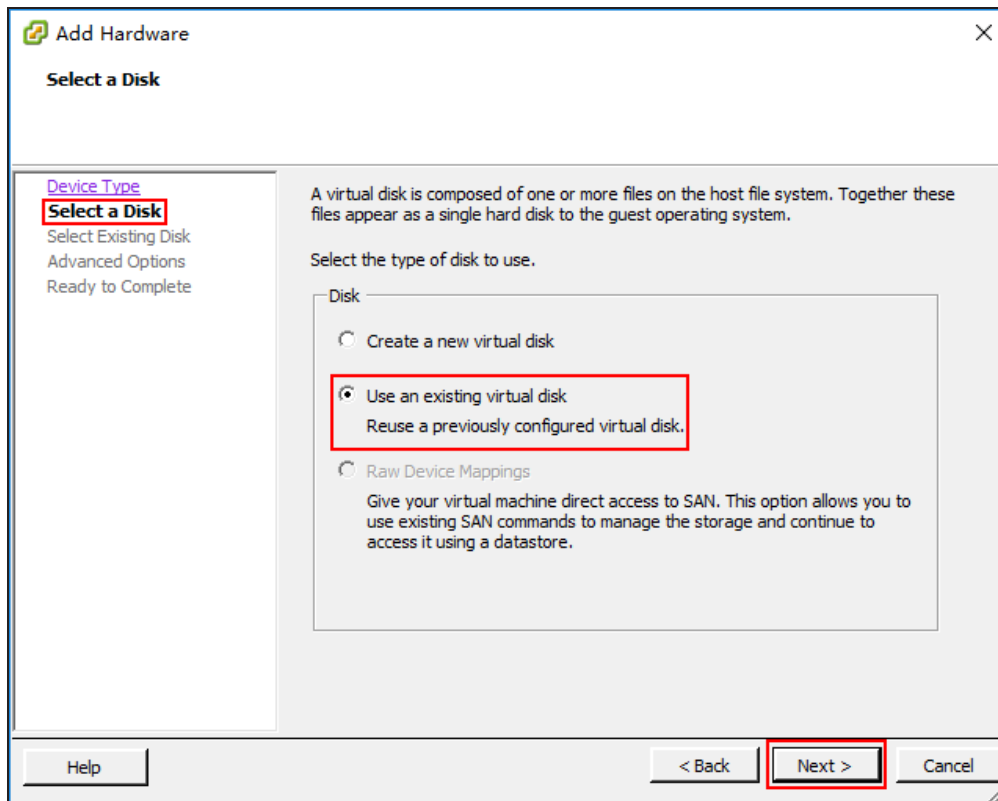 Add Hardware
Select a Disk
Device Type
Select a Disk
Select Existing Disk
Advanced Options
Ready to Complete
A virtual disk is composed of one or more files on the host file system. Together these
files appear as a single hard disk to the guest operating system.
Select the type of disk to use.
Disk
Create a new virtual disk
Use an existing virtual disk
Reuse a previously configured virtual disk.
Raw Device Mappings
Give your virtual machine direct access to SAN. This option allows you to
use existing SAN commands to manage the storage and continue to
access it using a datastore.
Help
< Back
Next >
Cancel